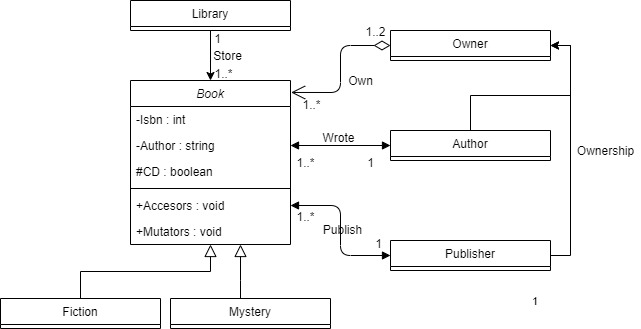 Library
1
Store
1..*
Book
-Isbn : int
-Author : string
#CD : boolean
+Accesors : void
+Mutators : void
1..2
Owner
Own
1..*
Wrote
1..*
1
Author
Ownership
1..*
Publish
1
Publisher
Fiction
Mystery
1